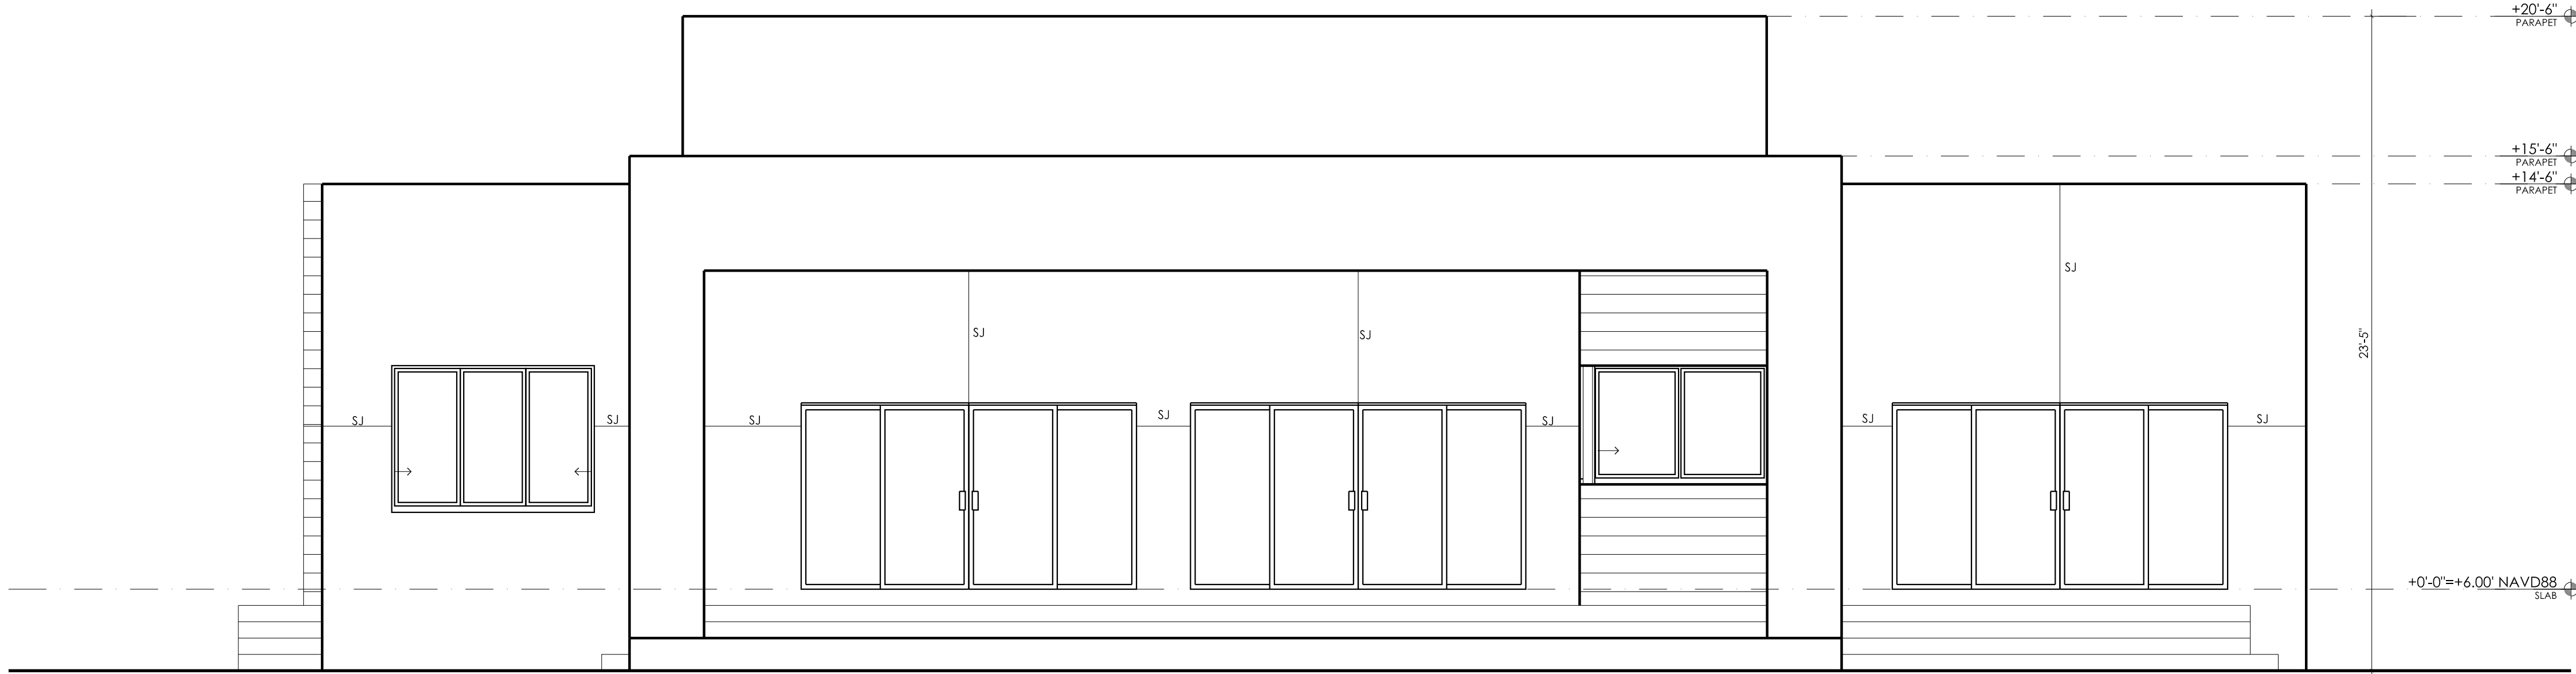 +20'-6"
PARAPET
+15'-6"
PARAPET
+14'-6"
PARAPET
SJ
SJ
SJ
23'-5"
SJ
SJ
SJ
SJ
SJ
SJ
SJ
+0'-0"=+6.00' NAVD88
SLAB